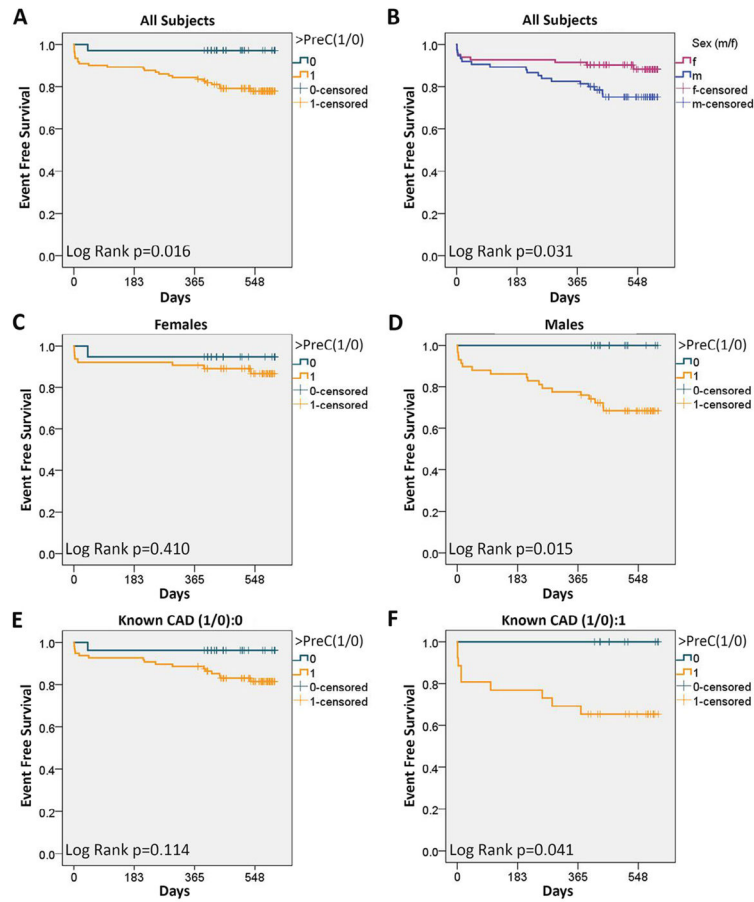 A
All Subjects
>PreC(1/0)
0
1
0-censored
1-censored
Event Free Survival
1.0
0.8
0.6
0.4
0.2
0.0
Log Rank p=0.016
0 183 365 548
Days
B
All Subjects
Sex (m/f)
f
m
f-censored
m-censored
Event Free Survival
1.0
0.8
0.6
0.4
0.2
0.0
Log Rank p=0.031
0 183 365 548
Days
C
Females
>PreC(1/0)
0
1
0-censored
1-censored
Event Free Survival
1.0
0.8
0.6
0.4
0.2
0.0
Log Rank p=0.410
0 183 365 548
Days
D
Males
>PreC(1/0)
0
1
0-censored
1-censored
Event Free Survival
1.0
0.8
0.6
0.4
0.2
0.0
Log Rank p=0.015
0 183 365 548
Days
E
Known CAD (1/0):0
>PreC(1/0)
0
1
0-censored
1-censored
Event Free Survival
1.0
0.8
0.6
0.4
0.2
0.0
Log Rank p=0.114
0 183 365 548
Days
F
Known CAD (1/0):1
>PreC(1/0)
0
1
0-censored
1-censored
Event Free Survival
1.0
0.8
0.6
0.4
0.2
0.0
Log Rank p=0.041
0 183 365 548
Days